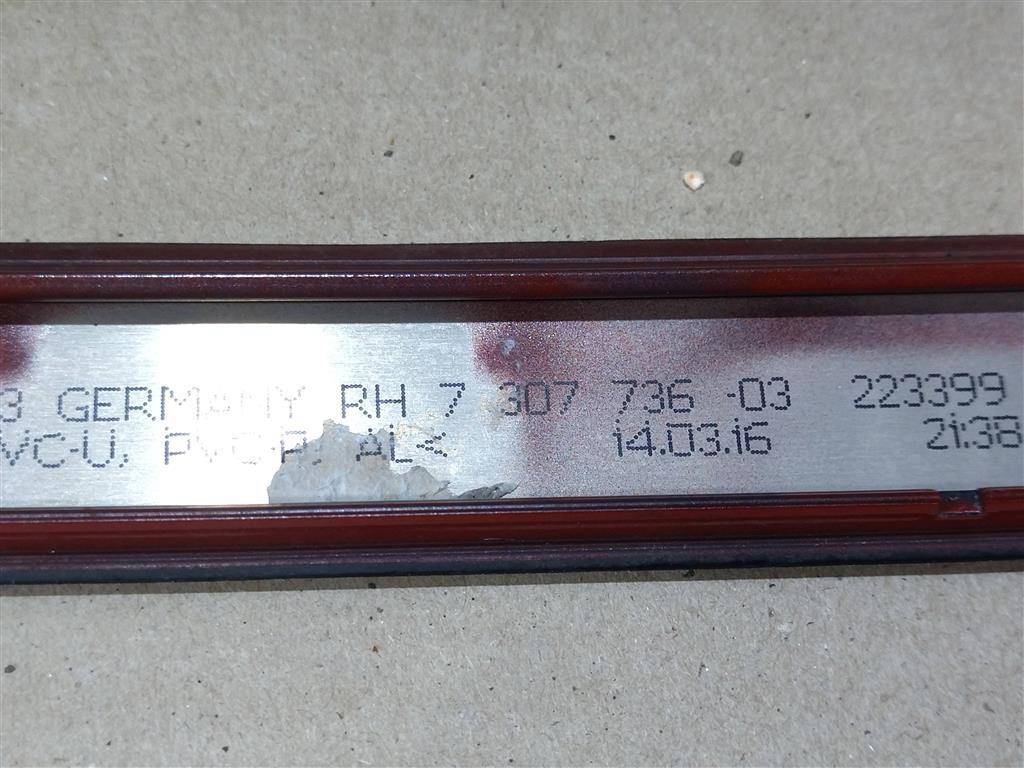 3 GERMANY RH 7 307 736 -03 223399
VC-U, PVC-P, AL< 14.03.16 21:38